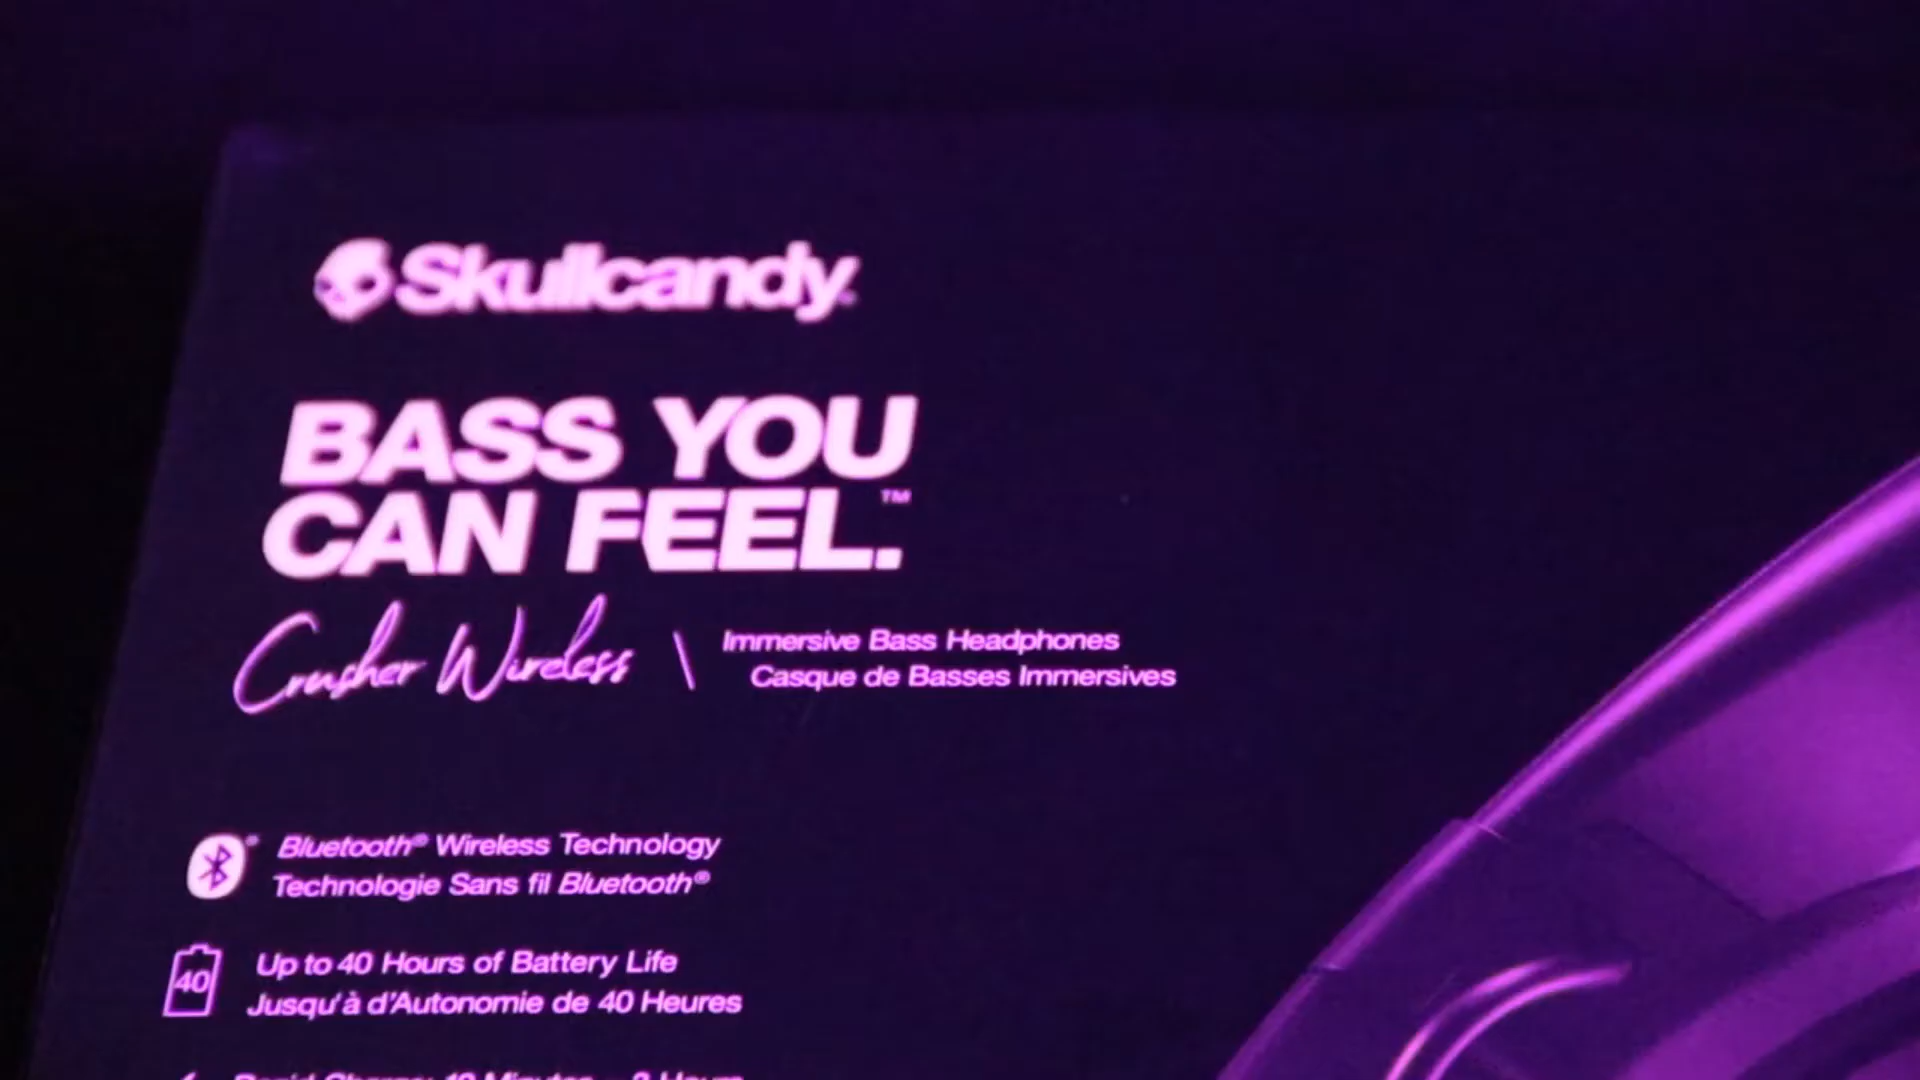 Skullcandy
BASS YOU
CAN FEEL.™
Crusher Wireless \ Immersive Bass Headphones
Casque de Basses Immersives
Bluetooth® Wireless Technology
Technologie Sans fil Bluetooth®
40
Up to 40 Hours of Battery Life
Jusqu'à d'Autonomie de 40 Heures